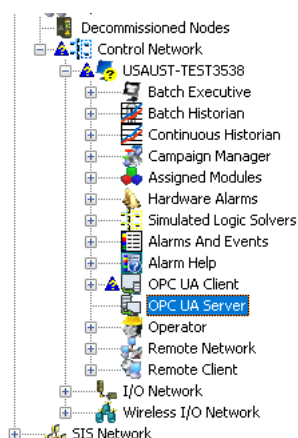 Decommissioned Nodes
Control Network
USAUST-TEST3538
Batch Executive
Batch Historian
Continuous Historian
Campaign Manager
Assigned Modules
Hardware Alarms
Simulated Logic Solvers
Alarms And Events
Alarm Help
OPC UA Client
OPC UA Server
Operator
Remote Network
Remote Client
I/O Network
Wireless I/O Network
SIS Network